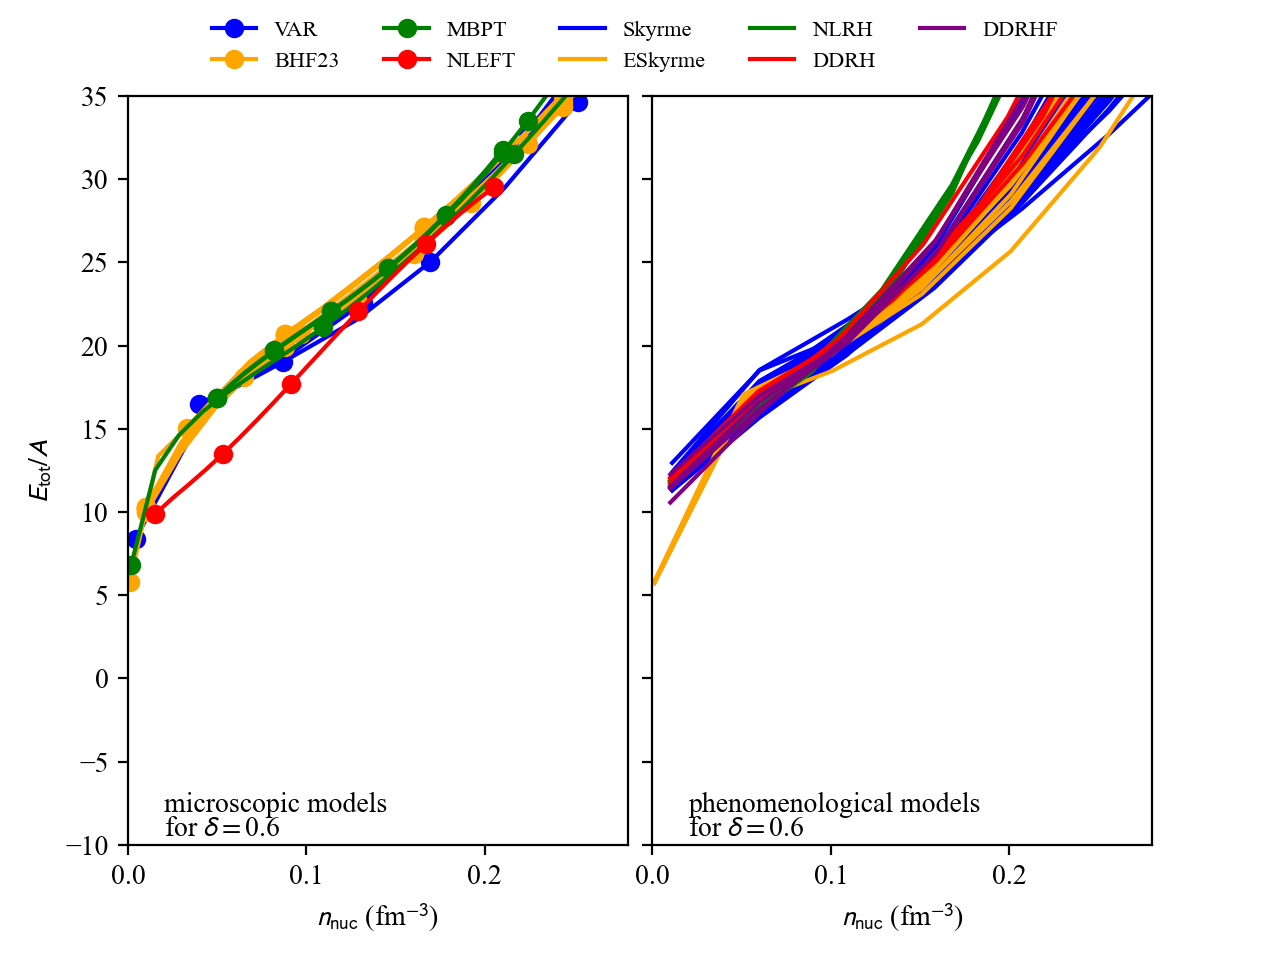 VAR MBPT Skyrme NLRH DDRHF
BHF23 NLEFT ESkyrme DDRH
35
30
25
20
15
10
5
0
−5
−10
E_tot/A
microscopic models
for δ = 0.6
phenomenological models
for δ = 0.6
0.0 0.1 0.2
0.0 0.1 0.2
n_nuc (fm⁻³)
n_nuc (fm⁻³)